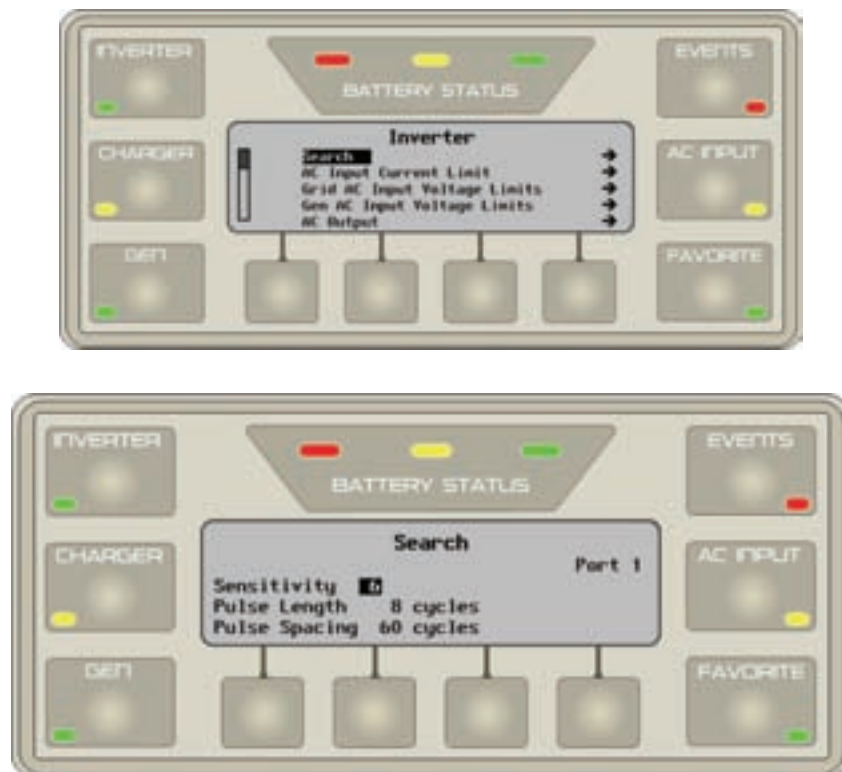 INVERTER
BATTERY STATUS
EVENTS
CHARGER
AC INPUT
GEN
FAVORITE
Inverter
Search
AC Input Current Limit
Grid AC Input Voltage Limits
Gen AC Input Voltage Limits
AC Output
INVERTER
BATTERY STATUS
EVENTS
CHARGER
AC INPUT
GEN
FAVORITE
Search
Port 1
Sensitivity 6
Pulse Length 8 cycles
Pulse Spacing 60 cycles